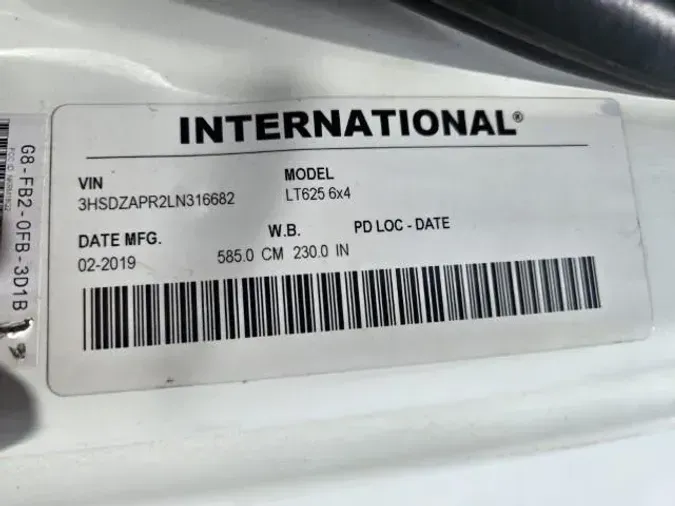 INTERNATIONAL®
VIN
MODEL
3HSDZAPR2LN316682
LT625 6x4
DATE MFG.
W.B.
PD LOC - DATE
02-2019
585.0 CM 230.0 IN
G8-FB2-0FB-3D1B